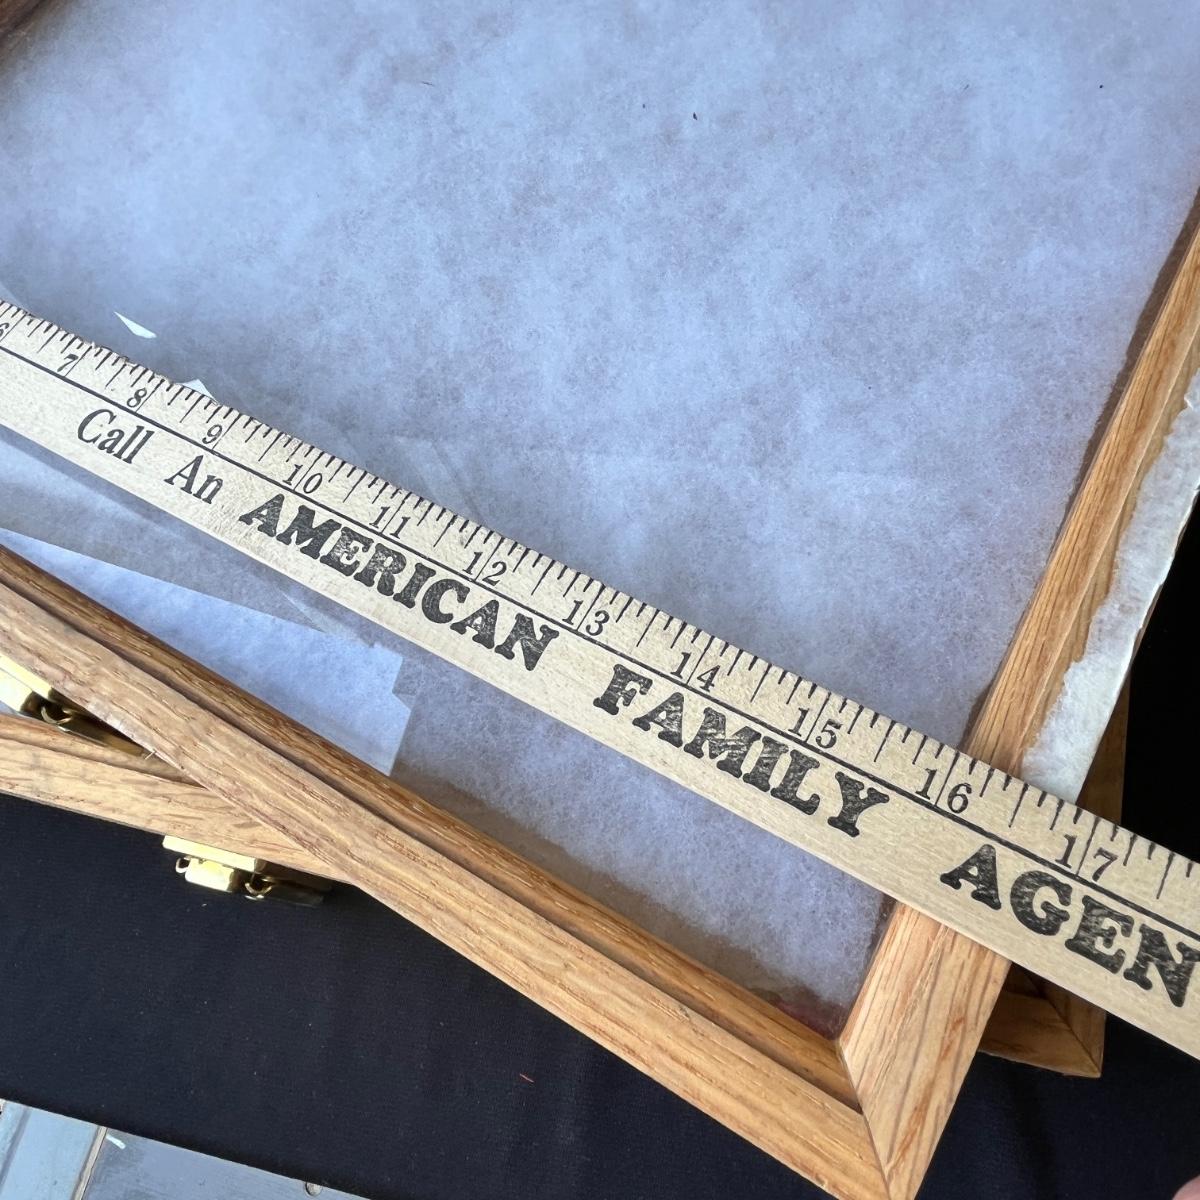 6 7 8 9 10 11 12 13 14 15 16 17
Call An AMERICAN FAMILY AGEN